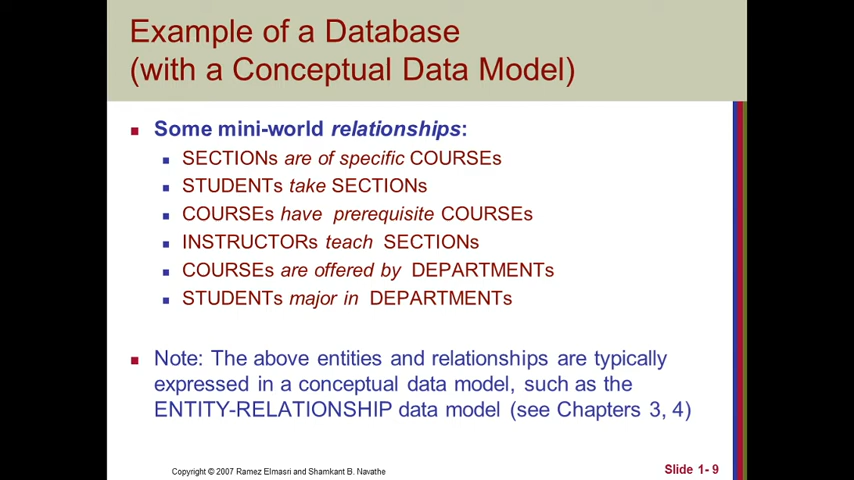 Example of a Database
(with a Conceptual Data Model)
Some mini-world relationships:
SECTIONs are of specific COURSEs
STUDENTs take SECTIONs
COURSEs have prerequisite COURSEs
INSTRUCTORs teach SECTIONs
COURSEs are offered by DEPARTMENTs
STUDENTs major in DEPARTMENTs
Note: The above entities and relationships are typically
expressed in a conceptual data model, such as the
ENTITY-RELATIONSHIP data model (see Chapters 3, 4)
Copyright © 2007 Ramez Elmasri and Shamkant B. Navathe
Slide 1- 9